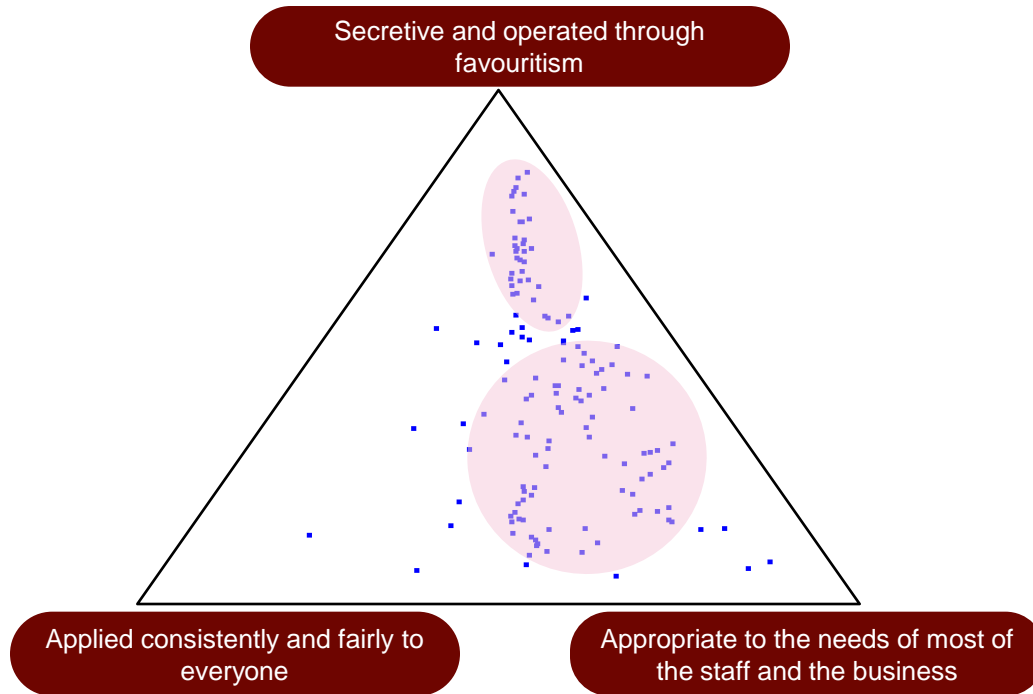 Secretive and operated through
favouritism
Applied consistently and fairly to
everyone
Appropriate to the needs of most of
the staff and the business